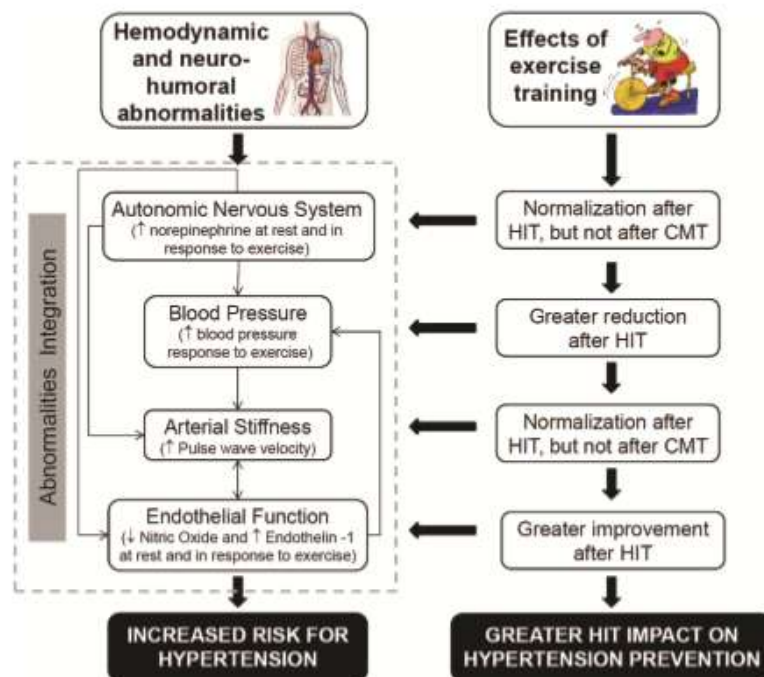 Hemodynamic
and neuro-
humoral
abnormalities
Effects of
exercise
training
Abnormalities Integration
Autonomic Nervous System
(↑ norepinephrine at rest and in
response to exercise)
Normalization after
HIT, but not after CMT
Blood Pressure
(↑ blood pressure
response to exercise)
Greater reduction
after HIT
Arterial Stiffness
(↑ Pulse wave velocity)
Normalization after
HIT, but not after CMT
Endothelial Function
(↓ Nitric Oxide and ↑ Endothelin -1
at rest and in response to exercise)
Greater improvement
after HIT
INCREASED RISK FOR
HYPERTENSION
GREATER HIT IMPACT ON
HYPERTENSION PREVENTION